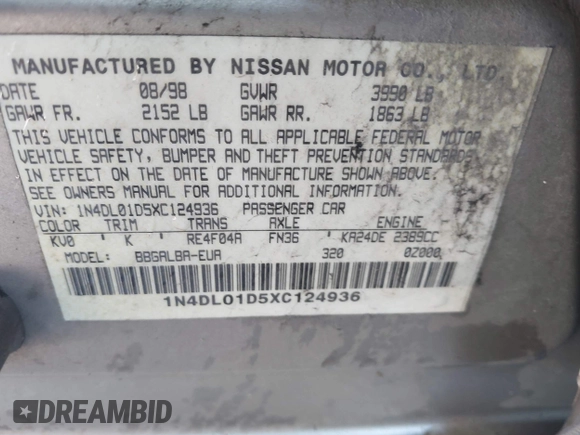 MANUFACTURED BY NISSAN MOTOR CO., LTD.
DATE 08/98 GVWR 3990 LB
GAWR FR. 2152 LB GAWR RR. 1863 LB
THIS VEHICLE CONFORMS TO ALL APPLICABLE FEDERAL MOTOR
VEHICLE SAFETY, BUMPER AND THEFT PREVENTION STANDARDS
IN EFFECT ON THE DATE OF MANUFACTURE SHOWN ABOVE.
SEE OWNERS MANUAL FOR ADDITIONAL INFORMATION.
VIN: 1N4DL01D5XC124936 PASSENGER CAR
COLOR TRIM TRANS AXLE ENGINE
KV0 K RE4F04A FN36 KA24DE 2389CC
MODEL: BBGALBA-EUA 320 0Z000
1N4DL01D5XC124936
DREAMBID